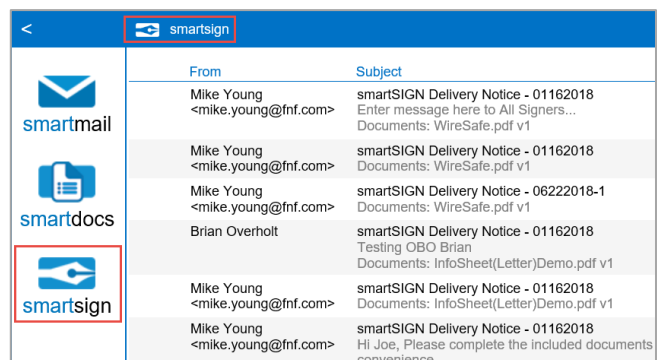 <
smartsign
smartmail
smartdocs
smartsign
From Subject
Mike Young smartSIGN Delivery Notice - 01162018
<mike.young@fnf.com> Enter message here to All Signers...
Documents: WireSafe.pdf v1
Mike Young smartSIGN Delivery Notice - 01162018
<mike.young@fnf.com> Documents: WireSafe.pdf v1
Mike Young smartSIGN Delivery Notice - 06222018-1
<mike.young@fnf.com> Documents: WireSafe.pdf v1
Brian Overholt smartSIGN Delivery Notice - 01162018
Testing OBO Brian
Documents: InfoSheet(Letter)Demo.pdf v1
Mike Young smartSIGN Delivery Notice - 01162018
<mike.young@fnf.com> Documents: InfoSheet(Letter)Demo.pdf v1
Mike Young smartSIGN Delivery Notice - 01162018
<mike.young@fnf.com> Hi Joe, Please complete the included documents
convenience